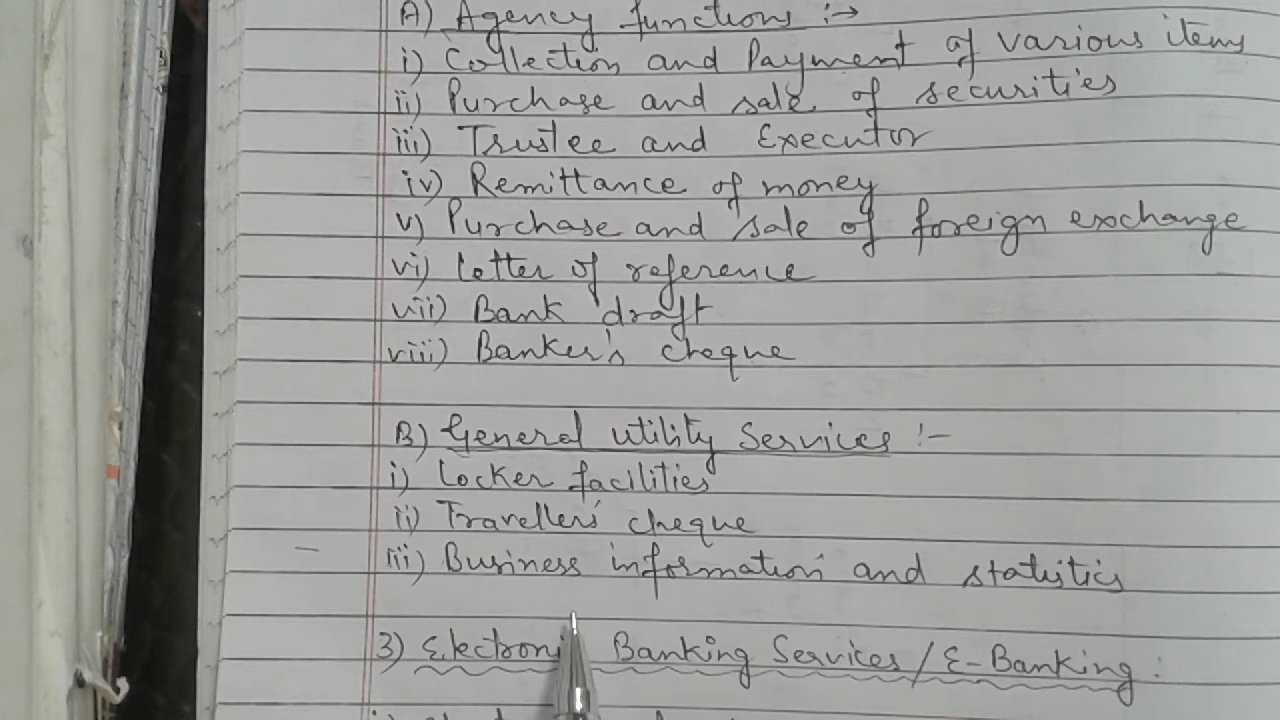 A) Agency functions :→
i) Collection and Payment of various items
ii) Purchase and sale of securities
iii) Trustee and Executor
iv) Remittance of money
v) Purchase and sale of foreign exchange
vi) Letter of reference
vii) Bank draft
viii) Banker's cheque
B) General utility Services :-
i) Locker facilities
ii) Travellers' cheque
iii) Business information and statistics
3) Electroni Banking Services / E-Banking :